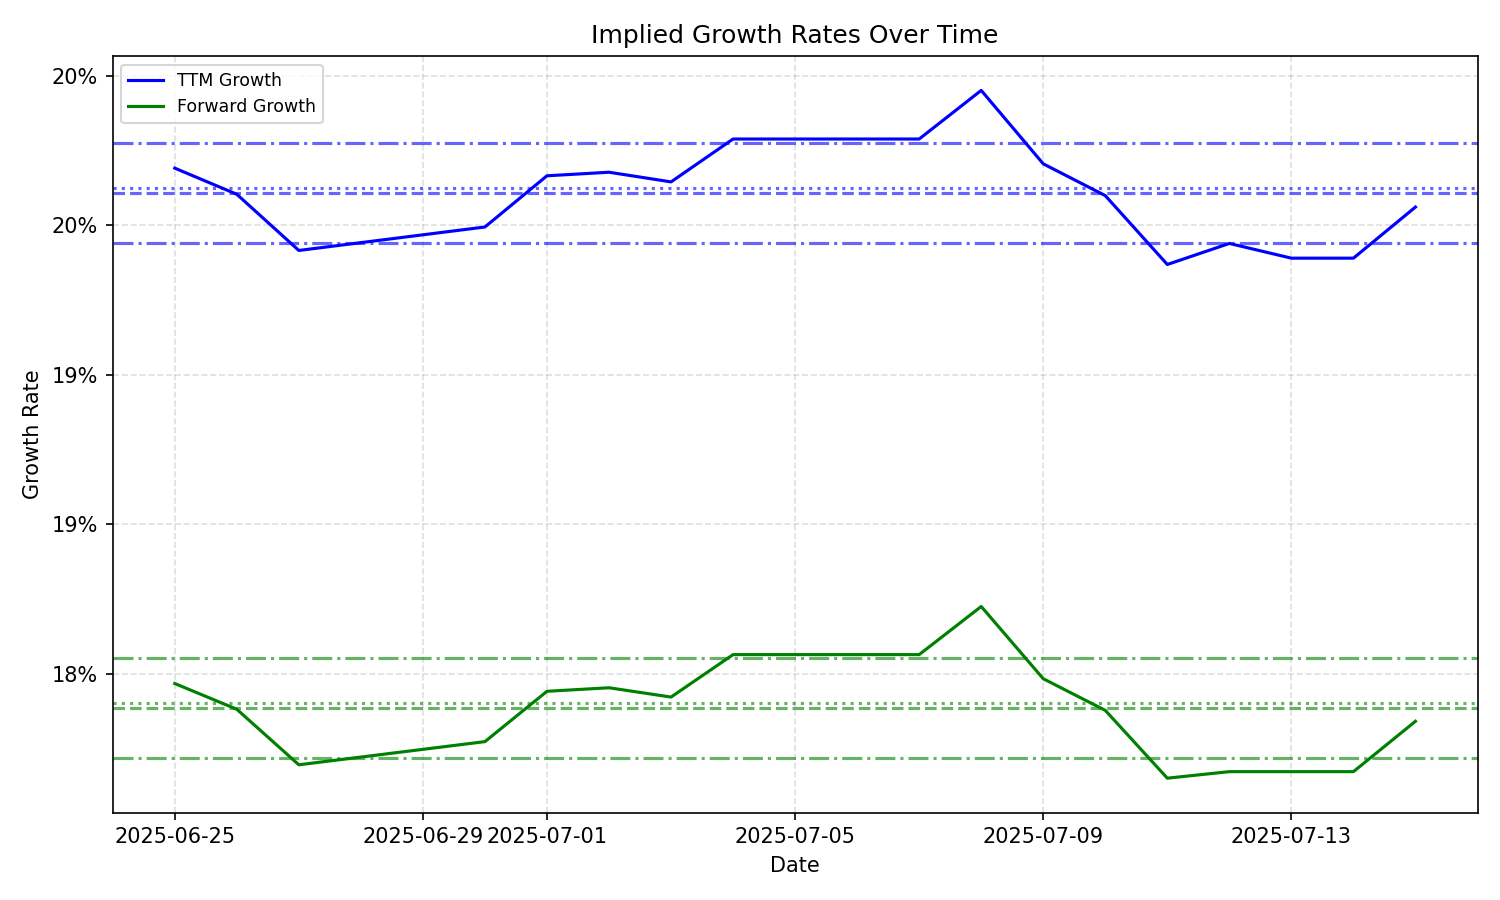 Implied Growth Rates Over Time
TTM Growth
Forward Growth
20%
20%
19%
19%
18%
Growth Rate
2025-06-25
2025-06-29
2025-07-01
2025-07-05
2025-07-09
2025-07-13
Date